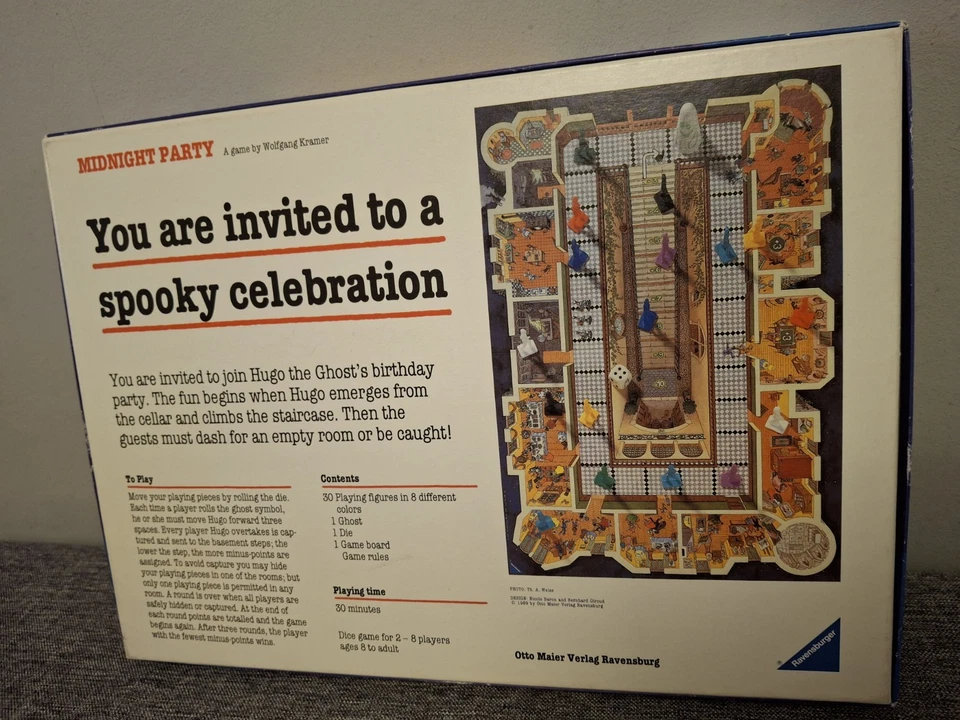 MIDNIGHT PARTY A game by Wolfgang Kramer
You are invited to a
spooky celebration
You are invited to join Hugo the Ghost's birthday
party. The fun begins when Hugo emerges from
the cellar and climbs the staircase. Then the
guests must dash for an empty room or be caught!
To Play
Move your playing pieces by rolling the die.
Each time a player rolls the ghost symbol,
he or she must move Hugo forward three
spaces. Every player Hugo overtakes is cap-
tured and sent to the basement steps; the
lower the step, the more minus-points are
assigned. To avoid capture you may hide
your playing pieces in one of the rooms; but
only one playing piece is permitted in any
room. A round is over when all players are
safely hidden or captured. At the end of
each round points are totalled and the game
begins again. After three rounds, the player
with the fewest minus-points wins.
Contents
30 Playing figures in 8 different
colors
1 Ghost
1 Die
1 Game board
Game rules
Playing time
30 minutes
Dice game for 2 – 8 players
ages 8 to adult
PHOTO: Th. A. Weiss
© 1989 by Otto Maier Verlag Ravensburg
Otto Maier Verlag Ravensburg
Ravensburger